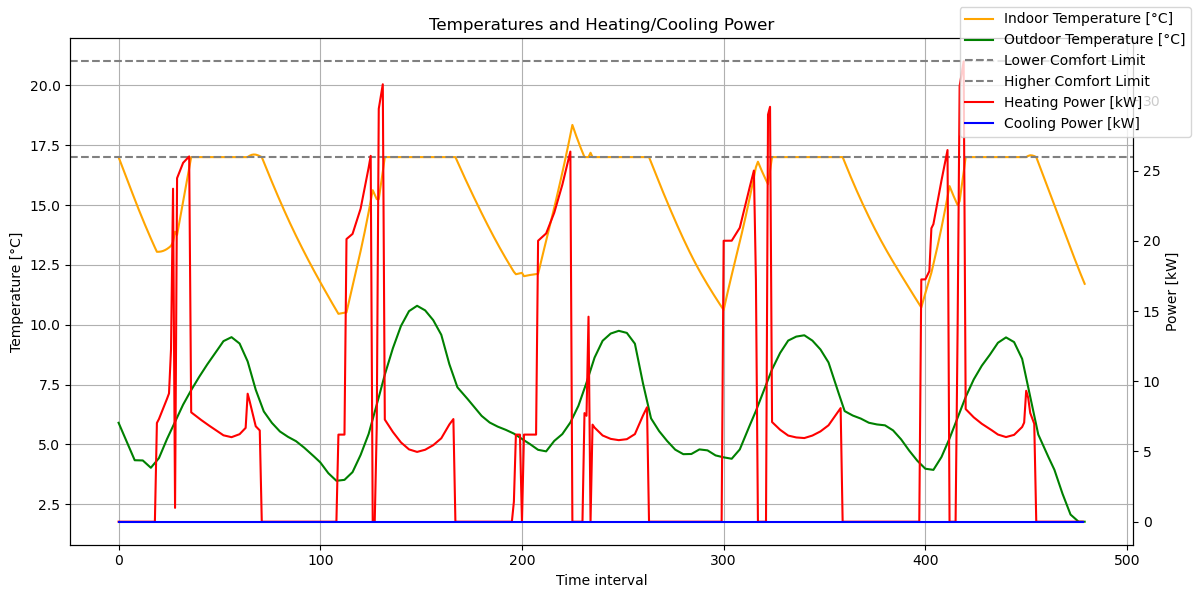 Temperatures and Heating/Cooling Power
Indoor Temperature [°C]
Outdoor Temperature [°C]
Lower Comfort Limit
Higher Comfort Limit
Heating Power [kW]
Cooling Power [kW]
Temperature [°C]
20.0
17.5
15.0
12.5
10.0
7.5
5.0
2.5
30
25
20
15
10
5
0
Power [kW]
0 100 200 300 400 500
Time interval